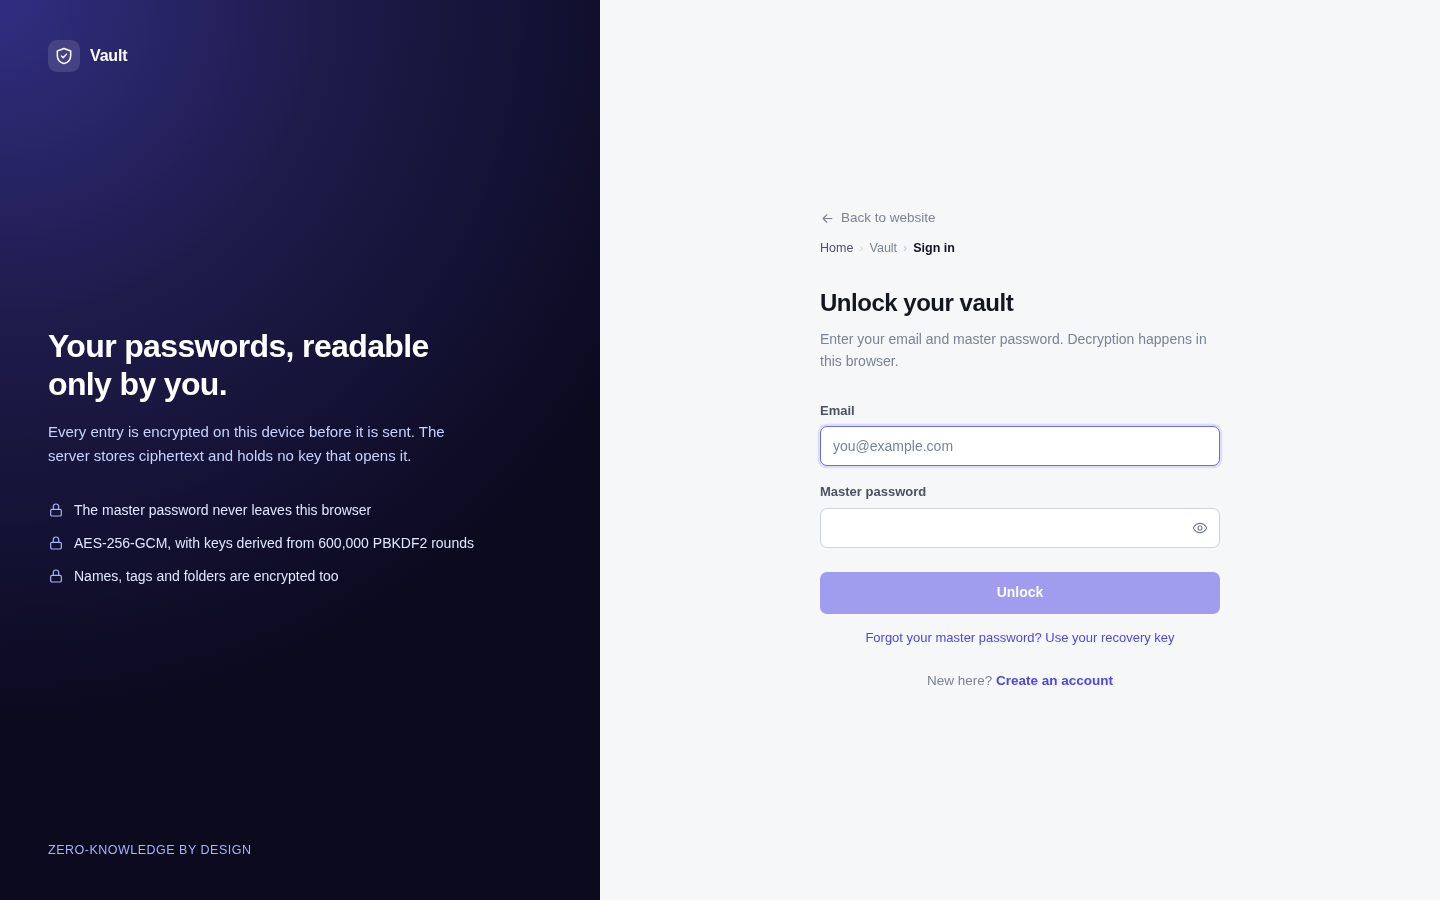 Vault
Your passwords, readable
only by you.
Every entry is encrypted on this device before it is sent. The
server stores ciphertext and holds no key that opens it.
The master password never leaves this browser
AES-256-GCM, with keys derived from 600,000 PBKDF2 rounds
Names, tags and folders are encrypted too
ZERO-KNOWLEDGE BY DESIGN
Back to website
Home › Vault › Sign in
Unlock your vault
Enter your email and master password. Decryption happens in
this browser.
Email
you@example.com
Master password
Unlock
Forgot your master password? Use your recovery key
New here? Create an account